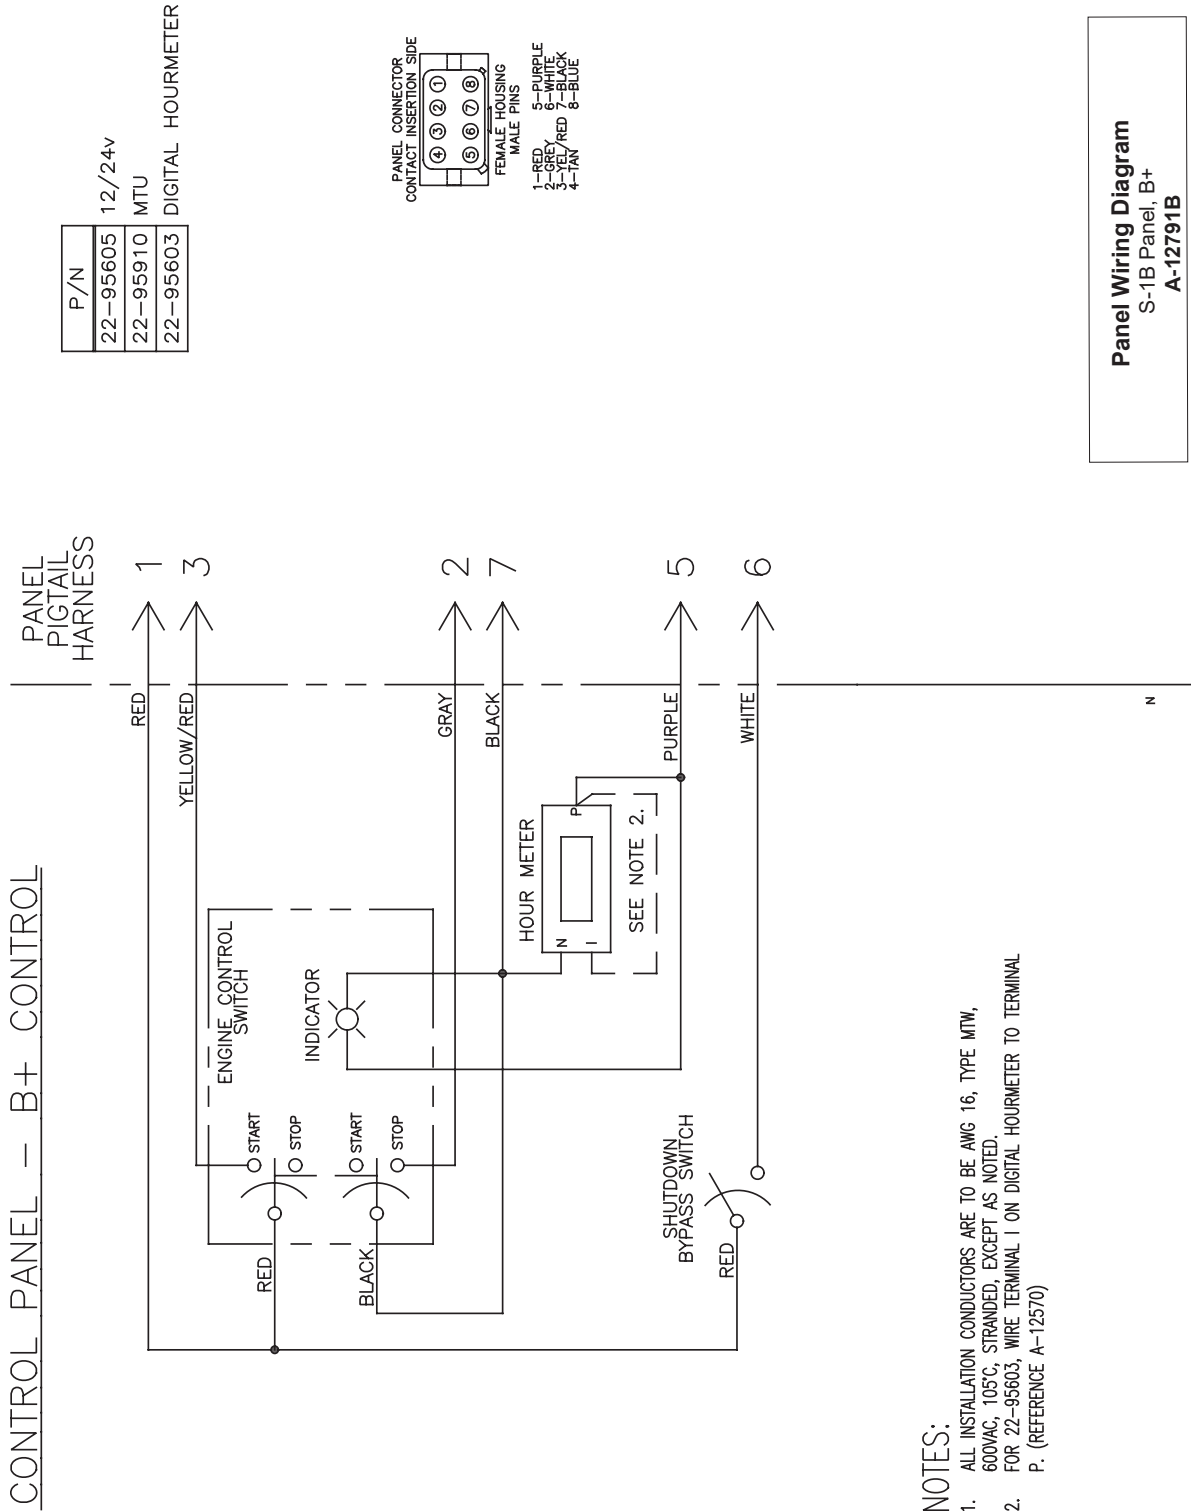 CONTROL PANEL - B+ CONTROL
PANEL
PIGTAIL
HARNESS
P/N
22-95605 12/24v
22-95910 MTU
22-95603 DIGITAL HOURMETER
RED
1
YELLOW/RED
3
ENGINE CONTROL
SWITCH
START
STOP
RED
INDICATOR
START
STOP
BLACK
GRAY
2
BLACK
7
HOUR METER
N
I
P
SEE NOTE 2.
PURPLE
5
SHUTDOWN
BYPASS SWITCH
RED
WHITE
6
PANEL CONNECTOR
CONTACT INSERTION SIDE
4 3 2 1
5 6 7 8
FEMALE HOUSING
MALE PINS
1-RED 5-PURPLE
2-GREY 6-WHITE
3-YEL/RED 7-BLACK
4-TAN 8-BLUE
NOTES:
1. ALL INSTALLATION CONDUCTORS ARE TO BE AWG 16, TYPE MTW,
600VAC, 105°C, STRANDED, EXCEPT AS NOTED.
2. FOR 22-95603, WIRE TERMINAL I ON DIGITAL HOURMETER TO TERMINAL
P. (REFERENCE A-12570)
N
Panel Wiring Diagram
S-1B Panel, B+
A-12791B